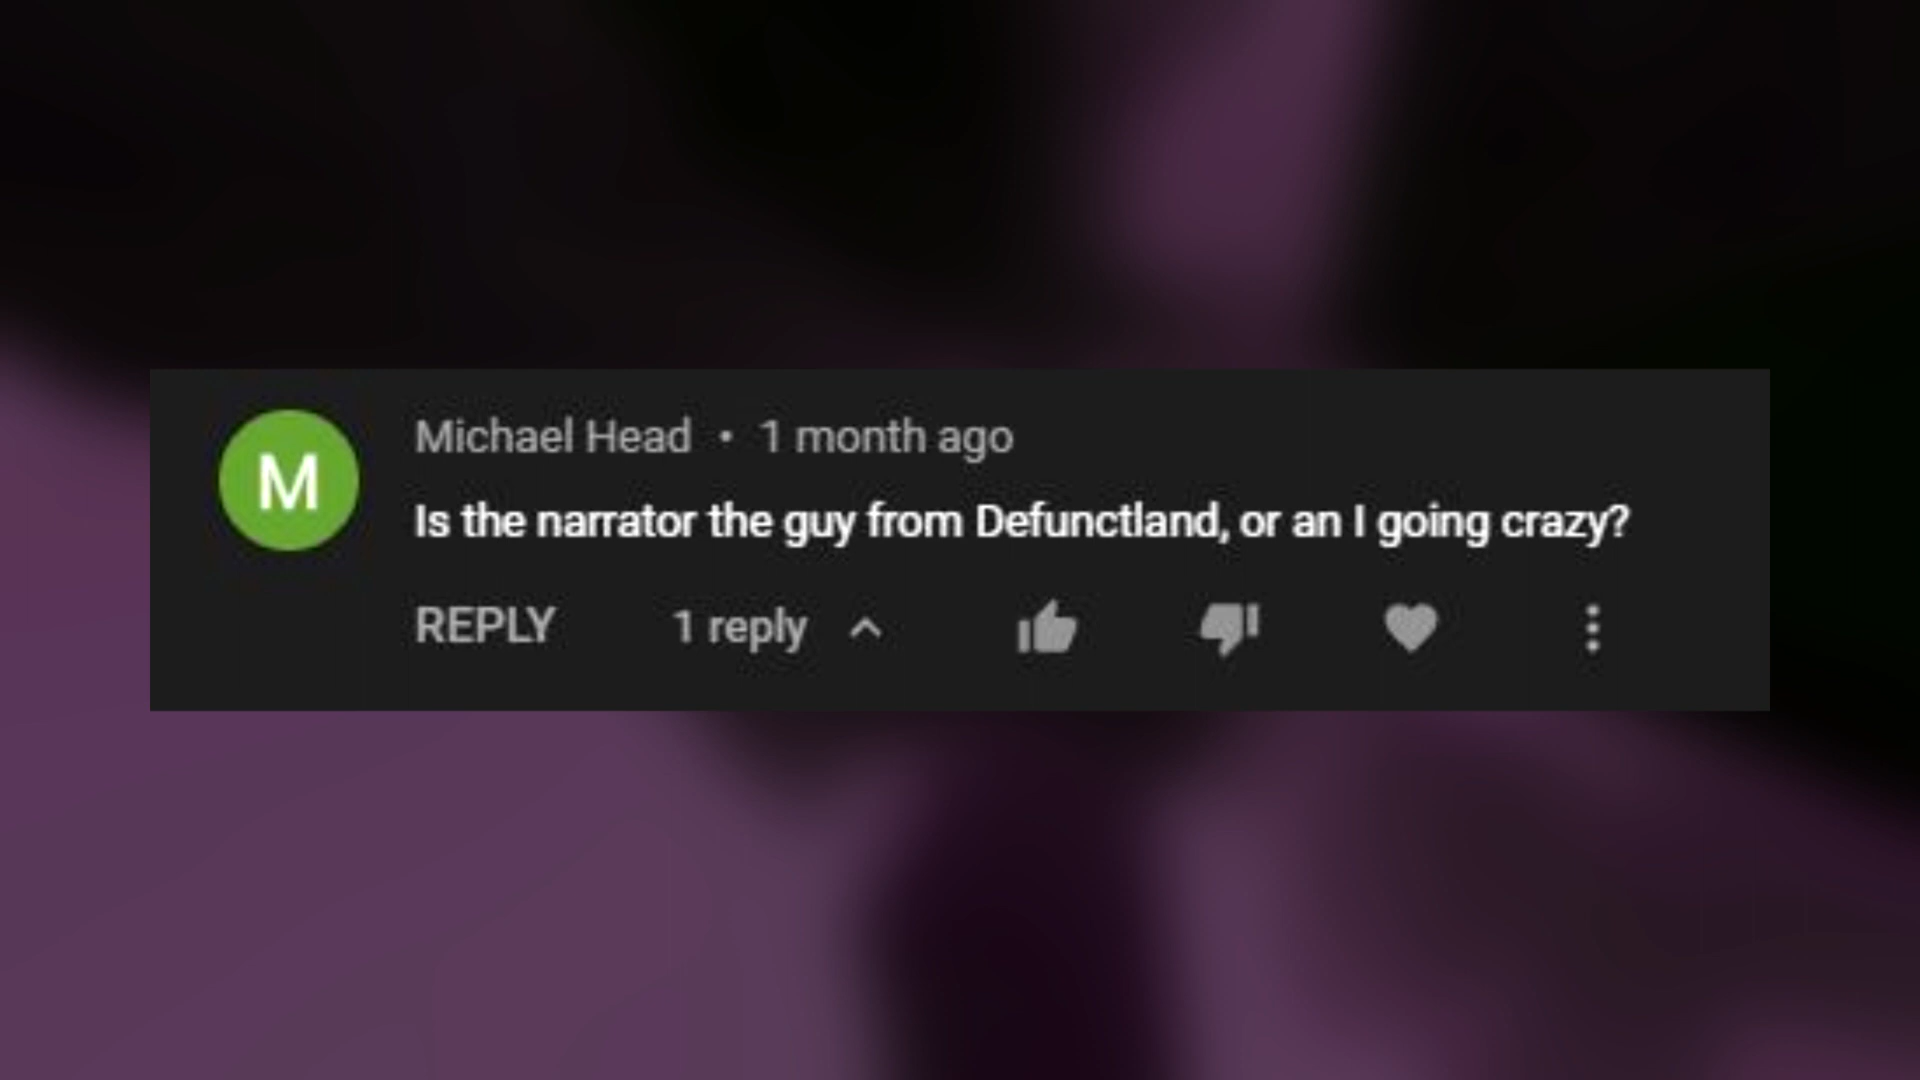 M
Michael Head • 1 month ago
Is the narrator the guy from Defunctland, or an I going crazy?
REPLY 1 reply